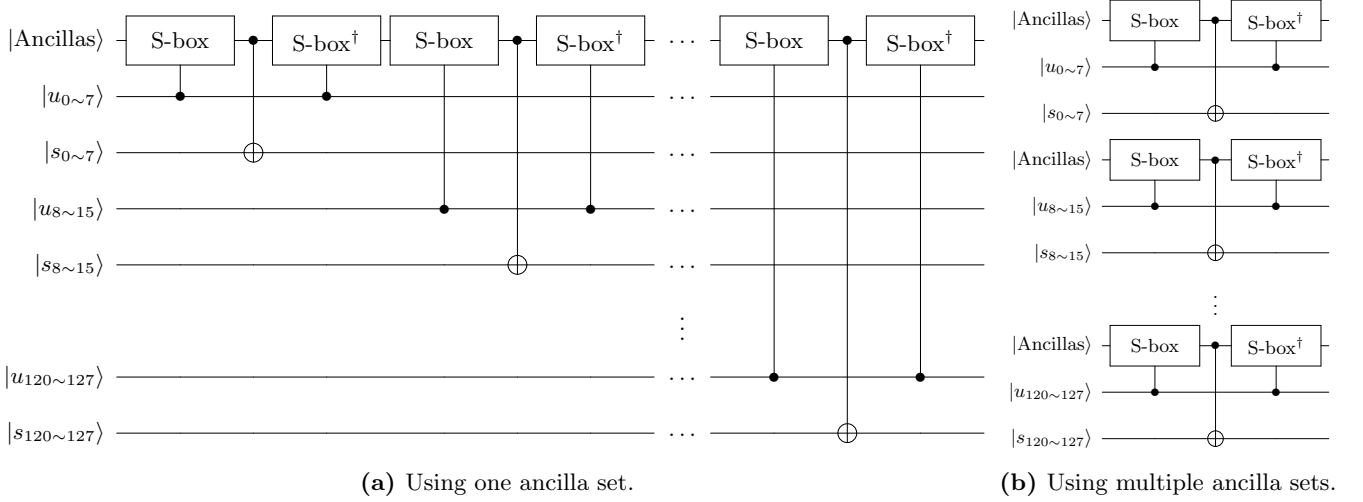 |Ancillas⟩ S-box S-box† S-box S-box† ··· S-box S-box†
|u0∼7⟩ ···
|s0∼7⟩ ···
|u8∼15⟩ ···
|s8∼15⟩ ···
⋮
|u120∼127⟩ ···
|s120∼127⟩ ···
(a) Using one ancilla set.
|Ancillas⟩ S-box S-box†
|u0∼7⟩
|s0∼7⟩
|Ancillas⟩ S-box S-box†
|u8∼15⟩
|s8∼15⟩
⋮
|Ancillas⟩ S-box S-box†
|u120∼127⟩
|s120∼127⟩
(b) Using multiple ancilla sets.